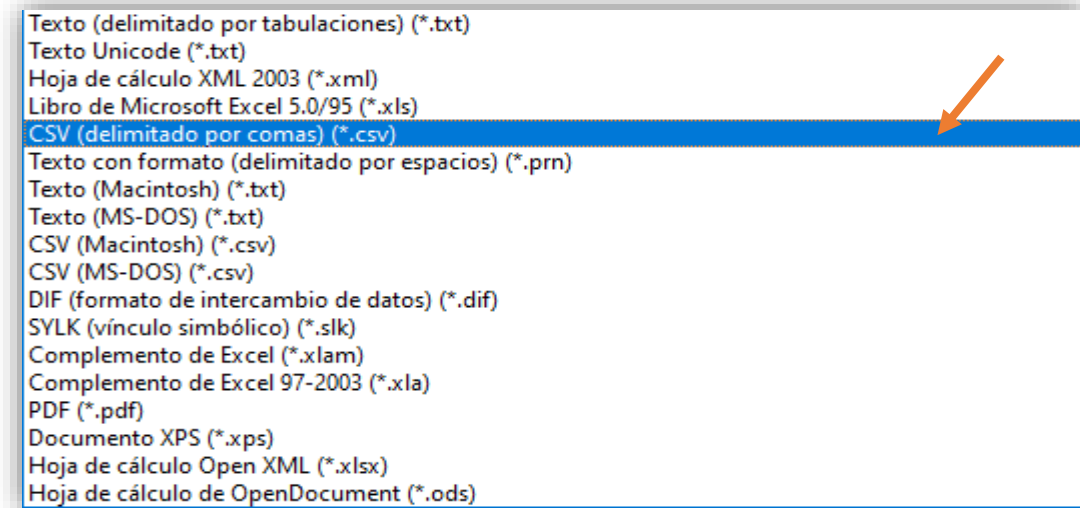 Texto (delimitado por tabulaciones) (*.txt)
Texto Unicode (*.txt)
Hoja de cálculo XML 2003 (*.xml)
Libro de Microsoft Excel 5.0/95 (*.xls)
CSV (delimitado por comas) (*.csv)
Texto con formato (delimitado por espacios) (*.prn)
Texto (Macintosh) (*.txt)
Texto (MS-DOS) (*.txt)
CSV (Macintosh) (*.csv)
CSV (MS-DOS) (*.csv)
DIF (formato de intercambio de datos) (*.dif)
SYLK (vínculo simbólico) (*.slk)
Complemento de Excel (*.xlam)
Complemento de Excel 97-2003 (*.xla)
PDF (*.pdf)
Documento XPS (*.xps)
Hoja de cálculo Open XML (*.xlsx)
Hoja de cálculo de OpenDocument (*.ods)